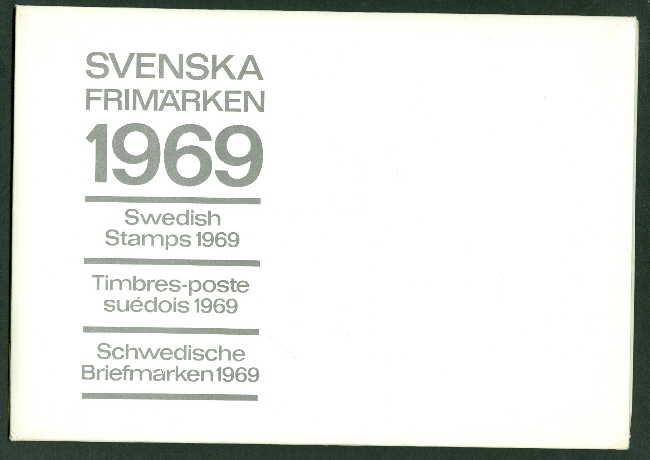 SVENSKA
FRIMÄRKEN
1969
Swedish
Stamps 1969
Timbres-poste
suédois 1969
Schwedische
Briefmarken 1969